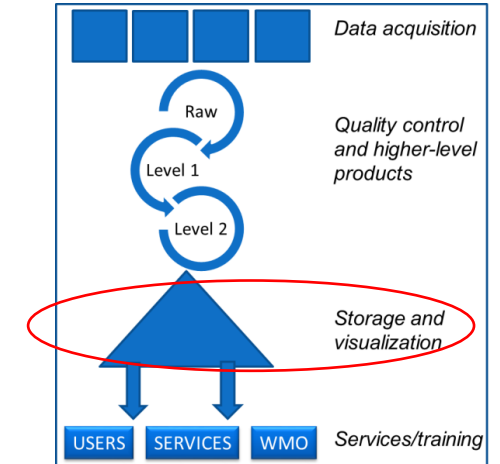 Data acquisition
Raw
Quality control
and higher-level
products
Level 1
Level 2
Storage and
visualization
USERS
SERVICES
WMO
Services/training